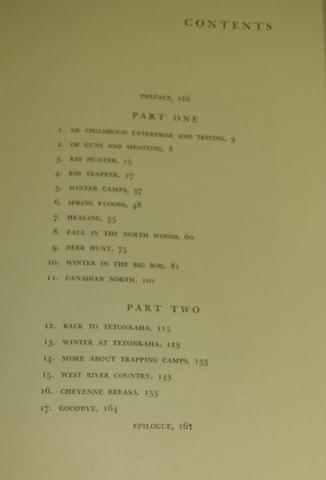 CONTENTS
PREFACE, viii
PART ONE
1. OF CHILDHOOD ENTERPRISE AND TESTING, 3
2. OF GUNS AND SHOOTING, 8
3. KID HUNTER, 15
4. KID TRAPPER, 27
5. WINTER CAMPS, 37
6. SPRING FLOODS, 48
7. HEALING, 55
8. FALL IN THE NORTH WOODS, 60
9. DEER HUNT, 75
10. WINTER IN THE BIG BOG, 81
11. CANADIAN NORTH, 101
PART TWO
12. BACK TO TETONKAHA, 115
13. WINTER AT TETONKAHA, 123
14. MORE ABOUT TRAPPING CAMPS, 133
15. WEST RIVER COUNTRY, 143
16. CHEYENNE BREAKS, 153
17. GOODBYE, 164
EPILOGUE, 167